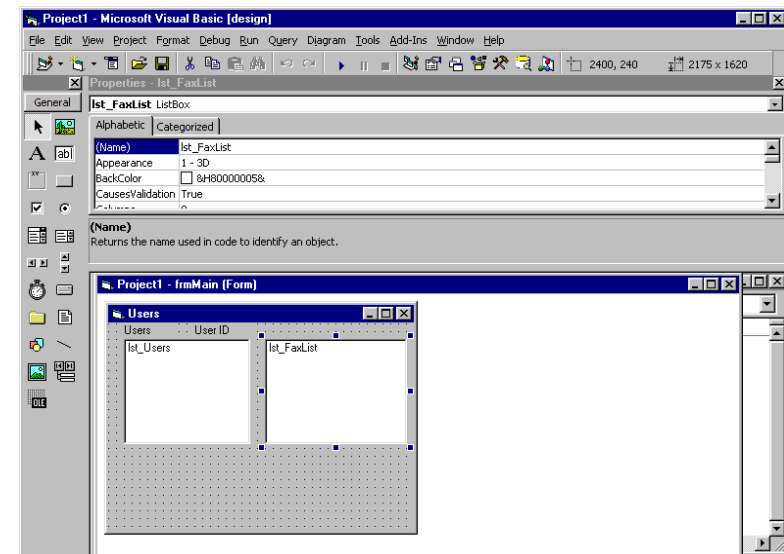 Project1 - Microsoft Visual Basic [design]
File Edit View Project Format Debug Run Query Diagram Tools Add-Ins Window Help
2400, 240 2175 x 1620
Properties - lst_FaxList
General
lst_FaxList ListBox
Alphabetic Categorized
(Name) lst_FaxList
Appearance 1 - 3D
BackColor &H80000005&
CausesValidation True
A ab|
xv
(Name)
Returns the name used in code to identify an object.
Project1 - frmMain (Form)
Users
Users User ID
lst_Users lst_FaxList
OLE